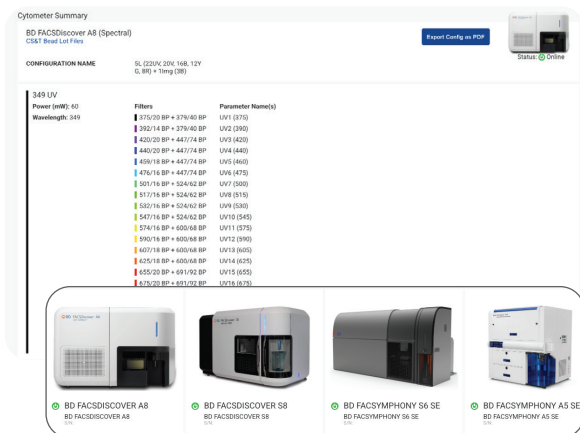 Cytometer Summary
BD FACSDiscover A8 (Spectral)
CS&T Bead Lot Files
Export Config as PDF
Status: Online
CONFIGURATION NAME
5L (22UV, 20V, 16B, 12Y
G, 8R) + 1Img (3B)
349 UV
Power (mW): 60
Wavelength: 349
Filters Parameter Name(s)
375/20 BP + 379/40 BP UV1 (375)
392/14 BP + 379/40 BP UV2 (390)
420/20 BP + 447/74 BP UV3 (420)
440/20 BP + 447/74 BP UV4 (440)
459/18 BP + 447/74 BP UV5 (460)
476/16 BP + 447/74 BP UV6 (475)
501/16 BP + 524/62 BP UV7 (500)
517/16 BP + 524/62 BP UV8 (515)
532/16 BP + 524/62 BP UV9 (530)
547/16 BP + 524/62 BP UV10 (545)
574/16 BP + 600/68 BP UV11 (575)
590/16 BP + 600/68 BP UV12 (590)
607/18 BP + 600/68 BP UV13 (605)
625/18 BP + 600/68 BP UV14 (625)
655/20 BP + 691/92 BP UV15 (655)
675/20 BP + 691/92 BP UV16 (675)
BD FACSDiscover A8
BD FACSDISCOVER A8
BD FACSDISCOVER A8
S/N:
BD FACSDISCOVER S8
BD FACSDISCOVER S8
S/N:
BD FACSYMPHONY S6 SE
BD FACSYMPHONY S6 SE
S/N:
BD FACSYMPHONY A5 SE
BD FACSYMPHONY A5 SE
S/N: